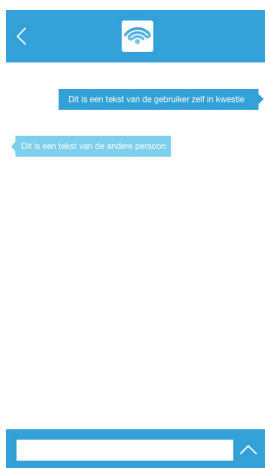 Dit is een tekst van de gebruiker zelf in kwestie
Dit is een tekst van de andere persoon